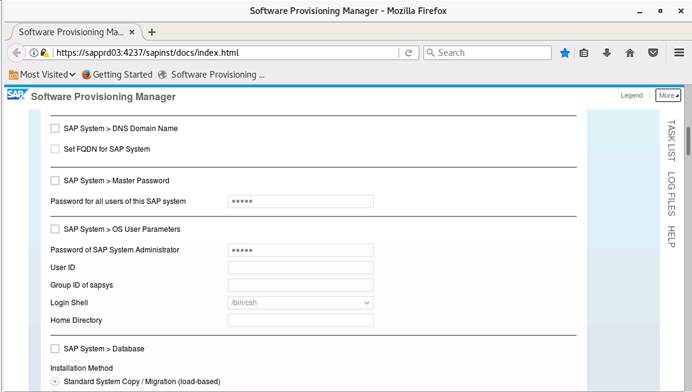 Software Provisioning Manager - Mozilla Firefox
Software Provisioning Ma...
https://sapprd03:4237/sapinst/docs/index.html
Search
Most Visited
Getting Started
Software Provisioning ...
SAP
Software Provisioning Manager
Legend
More
SAP System > DNS Domain Name
Set FQDN for SAP System
SAP System > Master Password
Password for all users of this SAP system
•••••
SAP System > OS User Parameters
Password of SAP System Administrator
•••••
User ID
Group ID of sapsys
Login Shell
/bin/csh
Home Directory
SAP System > Database
Installation Method
Standard System Copy / Migration (load-based)
TASK LIST
LOG FILES
HELP